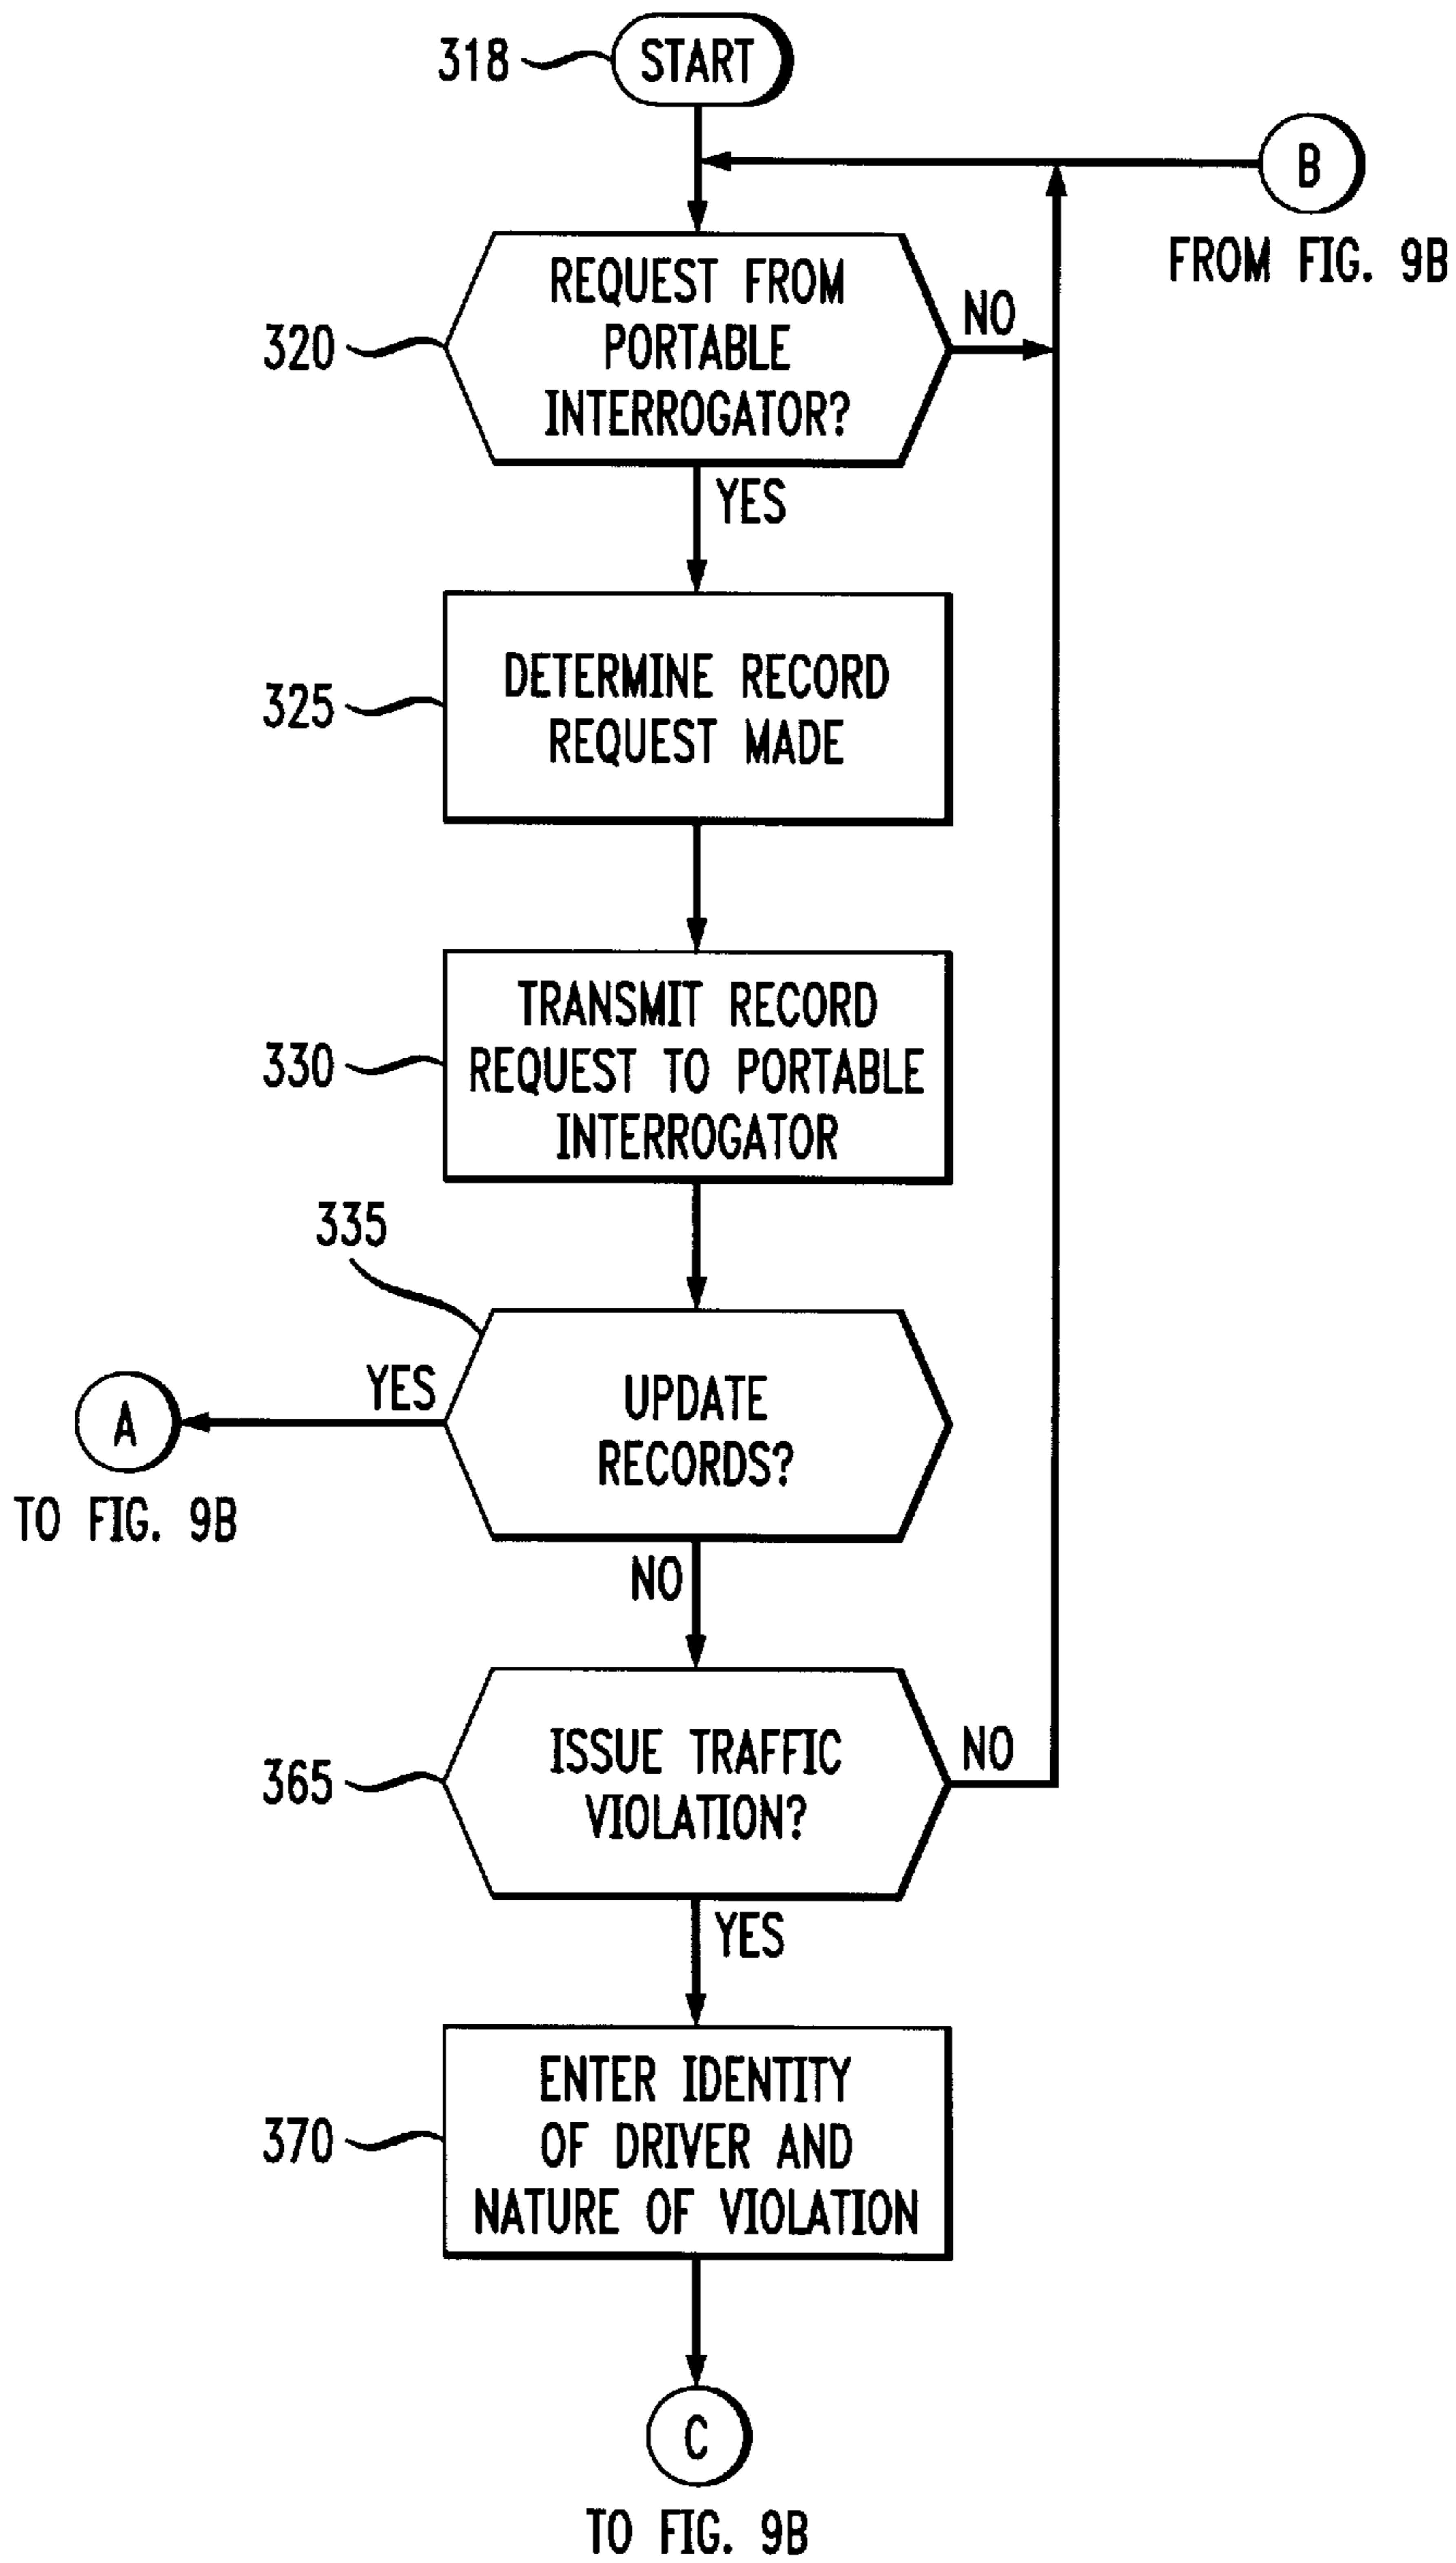 318
START
B
FROM FIG. 9B
320
REQUEST FROM
PORTABLE
INTERROGATOR?
NO
YES
325
DETERMINE RECORD
REQUEST MADE
330
TRANSMIT RECORD
REQUEST TO PORTABLE
INTERROGATOR
335
UPDATE
RECORDS?
YES
A
TO FIG. 9B
NO
365
ISSUE TRAFFIC
VIOLATION?
NO
YES
370
ENTER IDENTITY
OF DRIVER AND
NATURE OF VIOLATION
C
TO FIG. 9B